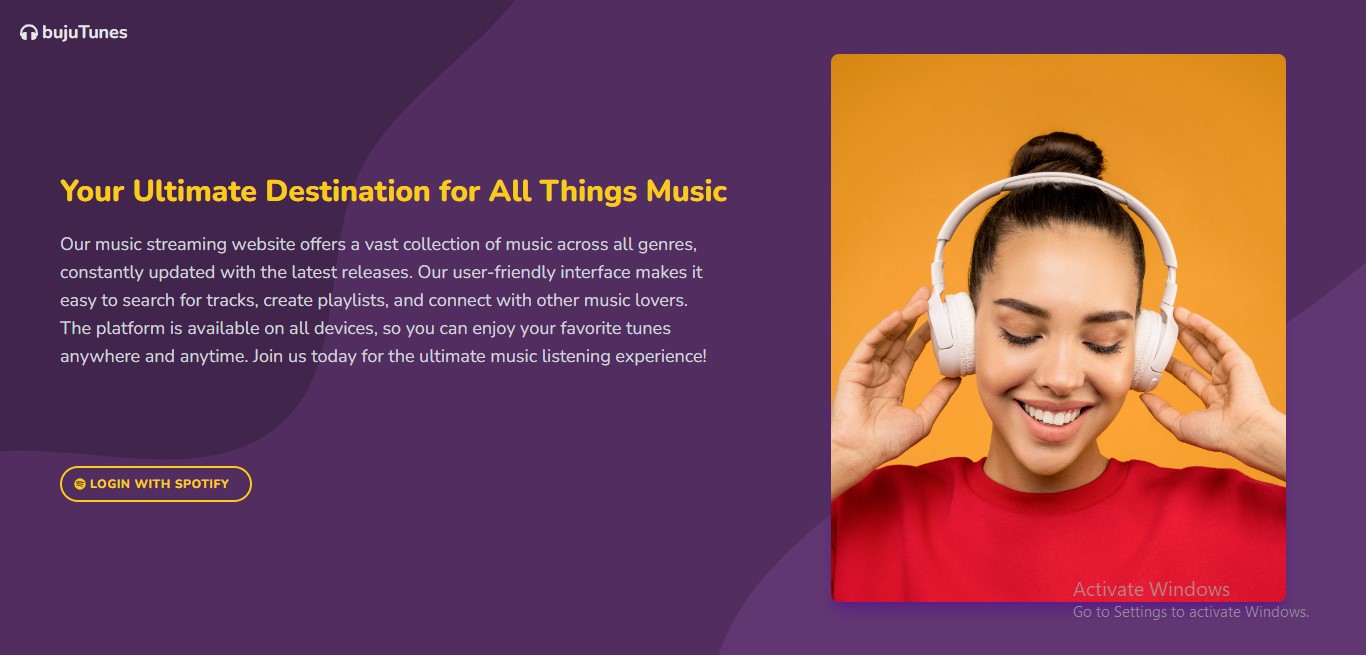 bujuTunes
Your Ultimate Destination for All Things Music
Our music streaming website offers a vast collection of music across all genres,
constantly updated with the latest releases. Our user-friendly interface makes it
easy to search for tracks, create playlists, and connect with other music lovers.
The platform is available on all devices, so you can enjoy your favorite tunes
anywhere and anytime. Join us today for the ultimate music listening experience!
LOGIN WITH SPOTIFY
Activate Windows
Go to Settings to activate Windows.